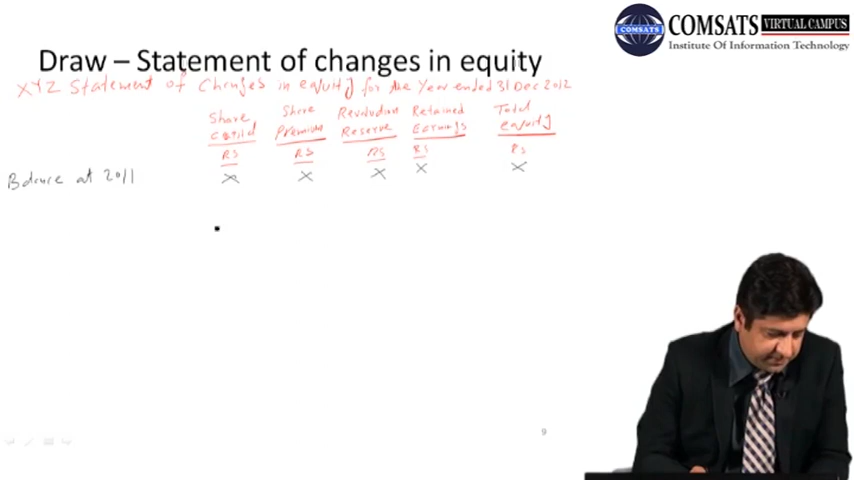 COMSATS VIRTUAL CAMPUS
Institute Of Information Technology
COMSATS
Draw – Statement of changes in equity
XYZ Statement of Changes in equity for the Year ended 31 Dec 2012
Share Share Revaluation Retained Total
Capital Premium Reserve Earnings equity
RS RS RS RS RS
Balance at 2011 X X X X X
9